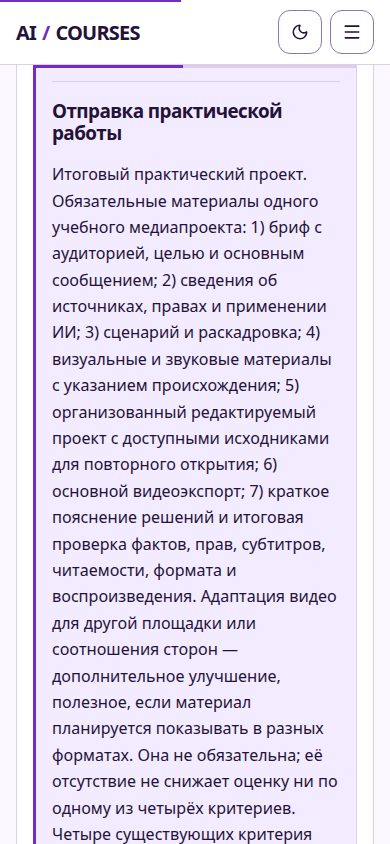 AI / COURSES
Отправка практической
работы
Итоговый практический проект.
Обязательные материалы одного
учебного медиапроекта: 1) бриф с
аудиторией, целью и основным
сообщением; 2) сведения об
источниках, правах и применении
ИИ; 3) сценарий и раскадровка; 4)
визуальные и звуковые материалы
с указанием происхождения; 5)
организованный редактируемый
проект с доступными исходниками
для повторного открытия; 6)
основной видеоэкспорт; 7) краткое
пояснение решений и итоговая
проверка фактов, прав, субтитров,
читаемости, формата и
воспроизведения. Адаптация видео
для другой площадки или
соотношения сторон —
дополнительное улучшение,
полезное, если материал
планируется показывать в разных
форматах. Она не обязательна; её
отсутствие не снижает оценку ни по
одному из четырёх критериев.
Четыре существующих критерия